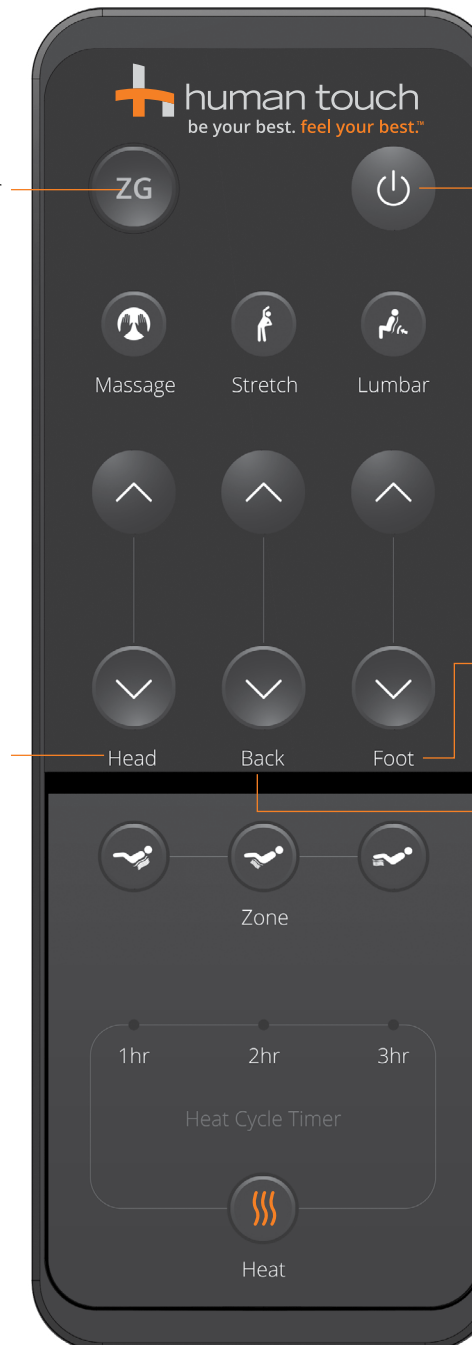 human touch
be your best. feel your best.™
ZG
Massage Stretch Lumbar
Head Back Foot
Zone
1hr 2hr 3hr
Heat Cycle Timer
Heat